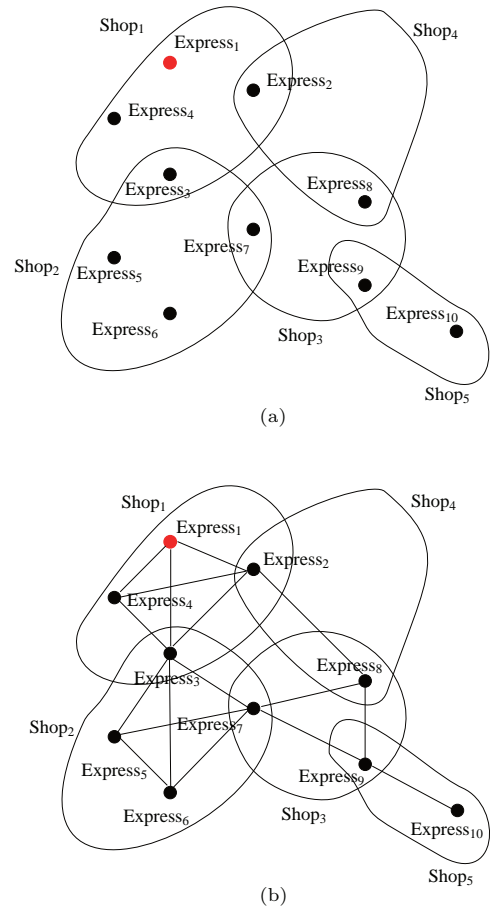 Shop₁
Express₁
Shop₄
Express₂
Express₄
Express₃
Express₈
Express₇
Shop₂
Express₅
Express₉
Express₆
Express₁₀
Shop₃
Shop₅
(a)
Shop₁
Shop₄
Express₁
Express₂
Express₄
Express₃
Express₈
Shop₂
Express₇
Express₅
Express₉
Express₆
Shop₃
Express₁₀
Shop₅
(b)